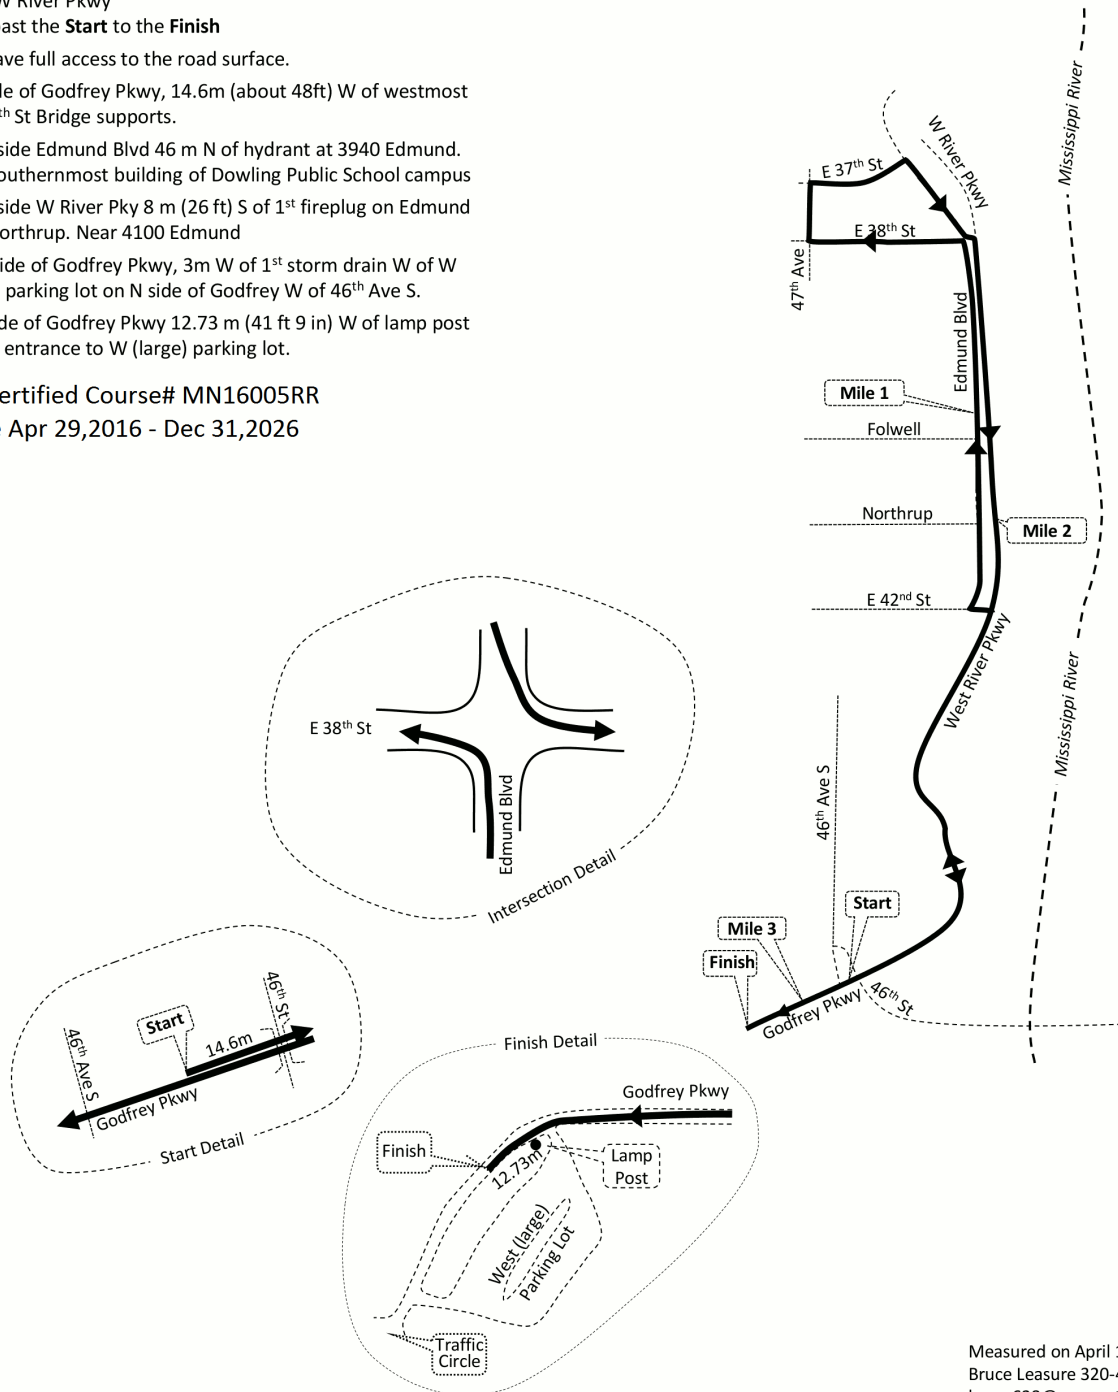 W River Pkwy
past the Start to the Finish
ave full access to the road surface.
de of Godfrey Pkwy, 14.6m (about 48ft) W of westmost
th St Bridge supports.
side Edmund Blvd 46 m N of hydrant at 3940 Edmund.
outhernmost building of Dowling Public School campus
side W River Pky 8 m (26 ft) S of 1st fireplug on Edmund
orthrup. Near 4100 Edmund
ide of Godfrey Pkwy, 3m W of 1st storm drain W of W
parking lot on N side of Godfrey W of 46th Ave S.
de of Godfrey Pkwy 12.73 m (41 ft 9 in) W of lamp post
entrance to W (large) parking lot.
ertified Course# MN16005RR
e Apr 29,2016 - Dec 31,2026
Mississippi River
W River Pkwy
E 37th St
E 38th St
47th Ave
Edmund Blvd
Mile 1
Folwell
Northrup
Mile 2
E 42nd St
West River Pkwy
Mississippi River
46th Ave S
Start
Mile 3
Finish
Godfrey Pkwy
46th St
E 38th St
Edmund Blvd
Intersection Detail
46th St
Start
14.6m
46th Ave S
Godfrey Pkwy
Start Detail
Finish Detail
Godfrey Pkwy
Finish
12.73m
Lamp
Post
West (large)
Parking Lot
Traffic
Circle
Measured on April
Bruce Leasure 320-